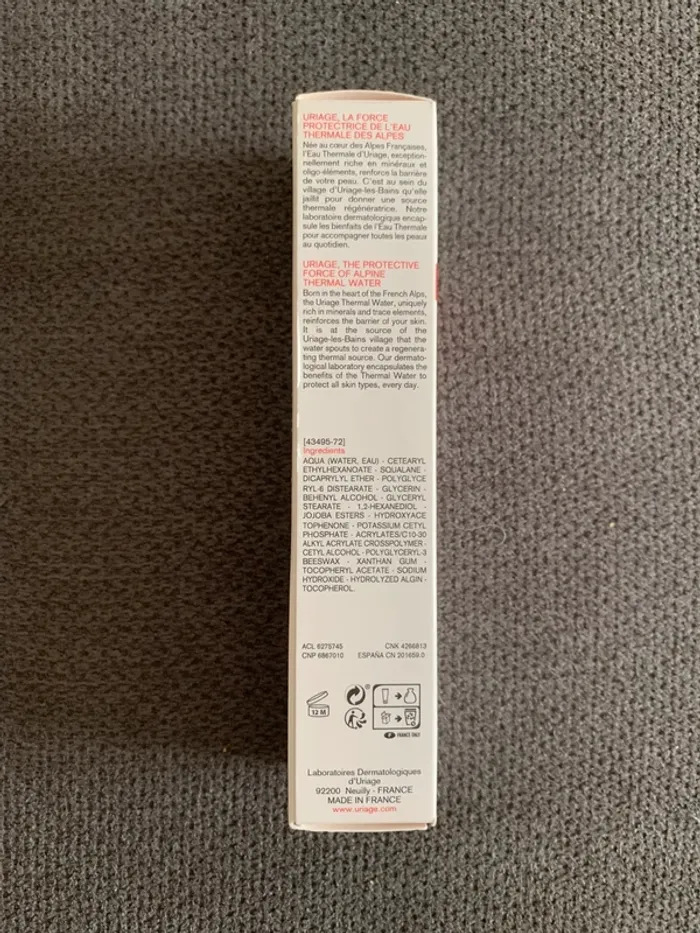 URIAGE, LA FORCE
PROTECTRICE DE L'EAU
THERMALE DES ALPES
Née au cœur des Alpes Françaises,
l'Eau Thermale d'Uriage, exception-
nellement riche en minéraux et
oligo-éléments, renforce la barrière
de votre peau. C'est au sein du
village d'Uriage-les-Bains qu'elle
jaillit pour donner une source
thermale régénératrice. Notre
laboratoire dermatologique encap-
sule les bienfaits de l'Eau Thermale
pour accompagner toutes les peaux
au quotidien.
URIAGE, THE PROTECTIVE
FORCE OF ALPINE
THERMAL WATER
Born in the heart of the French Alps,
the Uriage Thermal Water, uniquely
rich in minerals and trace elements,
reinforces the barrier of your skin.
It is at the source of the
Uriage-les-Bains village that the
water spouts to create a regenera-
ting thermal source. Our dermato-
logical laboratory encapsulates the
benefits of the Thermal Water to
protect all skin types, every day.
[43495-72]
Ingredients
AQUA (WATER, EAU) - CETEARYL
ETHYLHEXANOATE - SQUALANE -
DICAPRYLYL ETHER - POLYGLYCE
RYL-6 DISTEARATE - GLYCERIN -
BEHENYL ALCOHOL - GLYCERYL
STEARATE - 1,2-HEXANEDIOL -
JOJOBA ESTERS - HYDROXYACE
TOPHENONE - POTASSIUM CETYL
PHOSPHATE - ACRYLATES/C10-30
ALKYL ACRYLATE CROSSPOLYMER -
CETYL ALCOHOL - POLYGLYCERYL-3
BEESWAX - XANTHAN GUM -
TOCOPHERYL ACETATE - SODIUM
HYDROXIDE - HYDROLYZED ALGIN -
TOCOPHEROL.
ACL 6275745 CNK 4266813
CNP 6867010 ESPAÑA CN 201659.0
12 M
FRANCE ONLY
Laboratoires Dermatologiques
d'Uriage
92200 Neuilly - FRANCE
MADE IN FRANCE
www.uriage.com